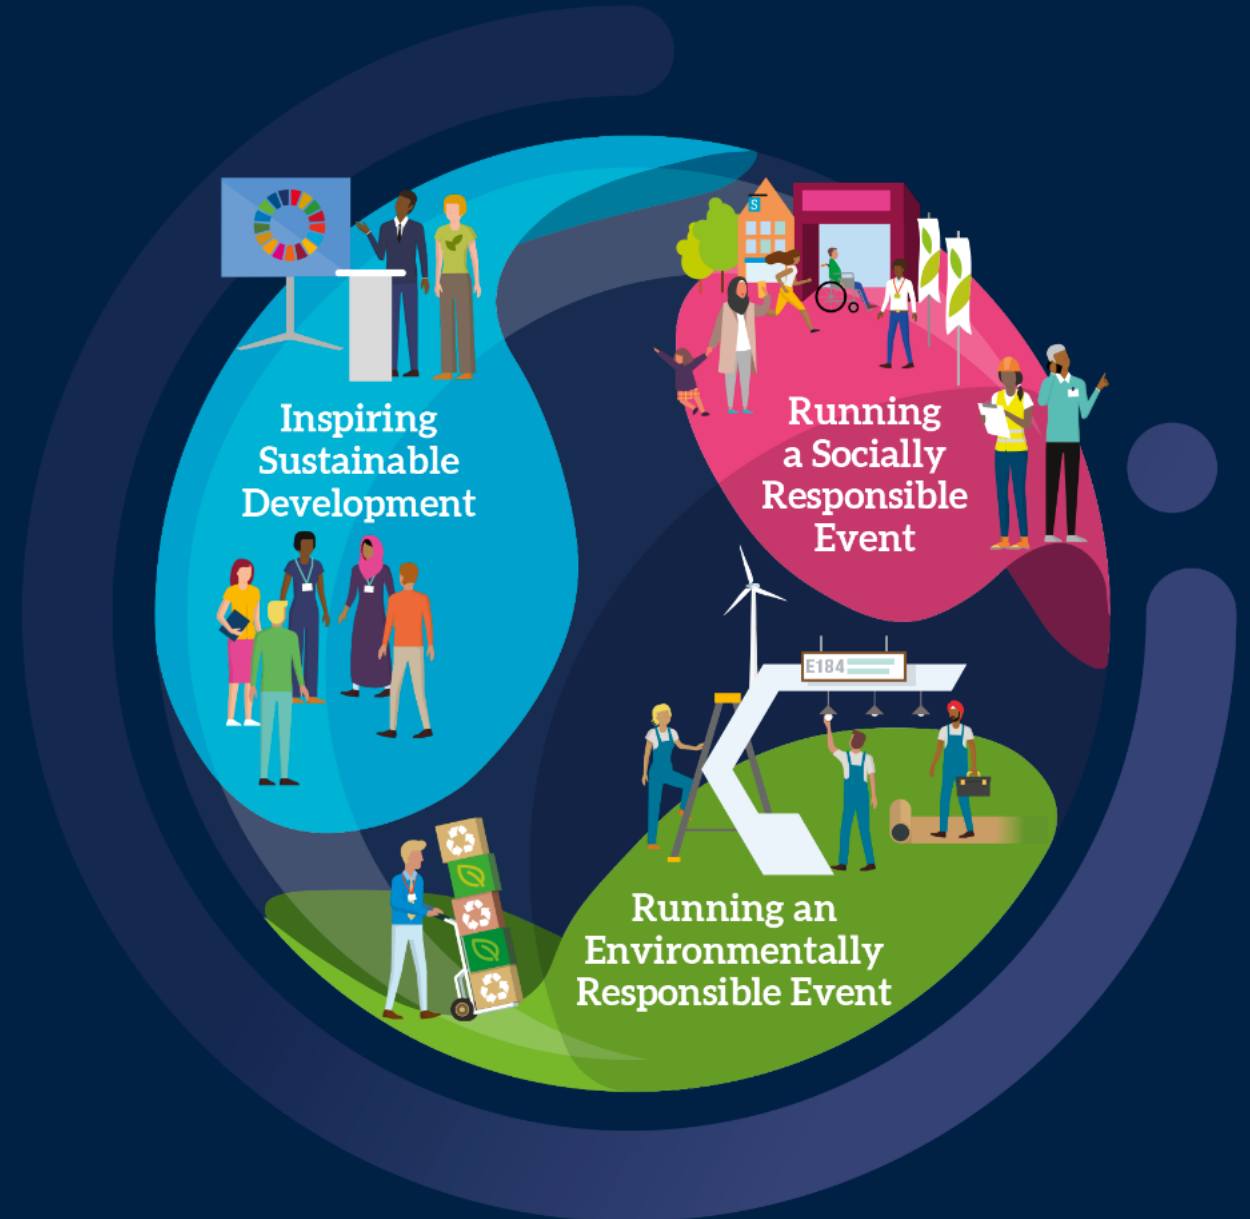 Inspiring
Sustainable
Development
S
Running
a Socially
Responsible
Event
E184
Running an
Environmentally
Responsible Event